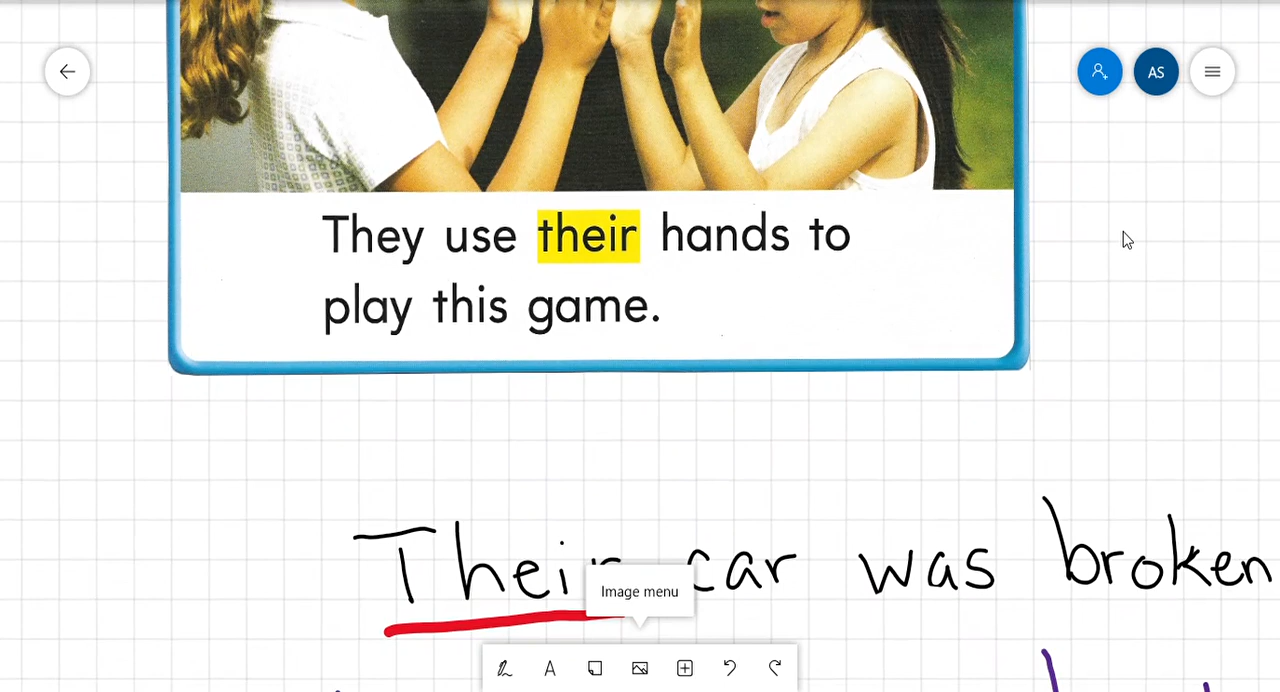 AS
They use their hands to
play this game.
Their car was broken
Image menu
A